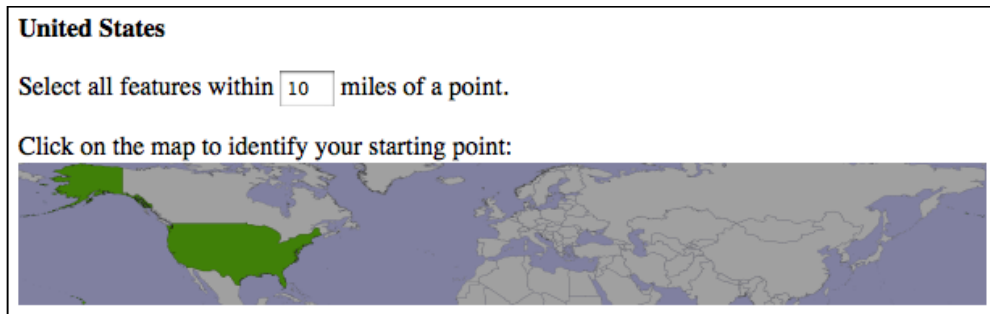 United States
Select all features within 10 miles of a point.
Click on the map to identify your starting point: